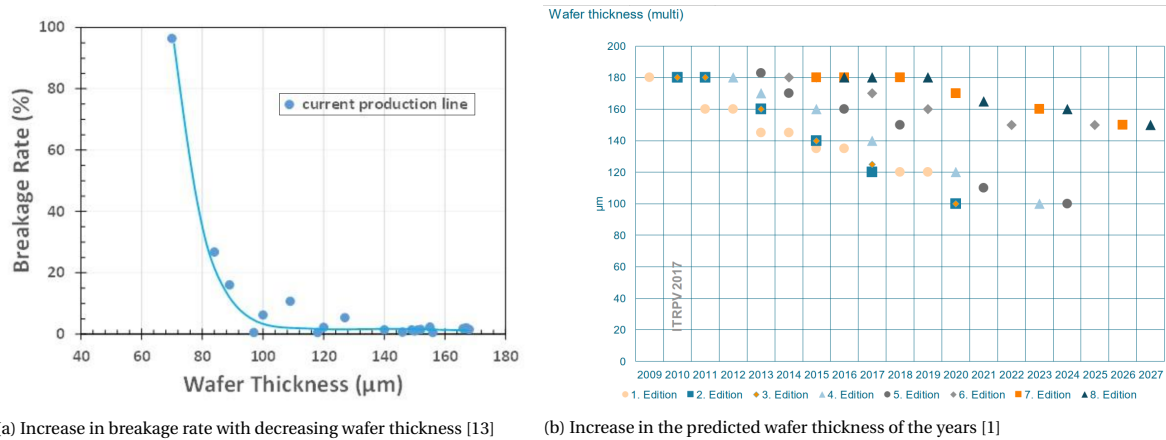 100
80
60
40
20
0
Breakage Rate (%)
current production line
40 60 80 100 120 140 160 180
Wafer Thickness (μm)
(a) Increase in breakage rate with decreasing wafer thickness [13]
Wafer thickness (multi)
200
180
160
140
120
100
80
60
40
20
0
μm
ITRPV 2017
2009 2010 2011 2012 2013 2014 2015 2016 2017 2018 2019 2020 2021 2022 2023 2024 2025 2026 2027
1. Edition 2. Edition 3. Edition 4. Edition 5. Edition 6. Edition 7. Edition 8. Edition
(b) Increase in the predicted wafer thickness of the years [1]